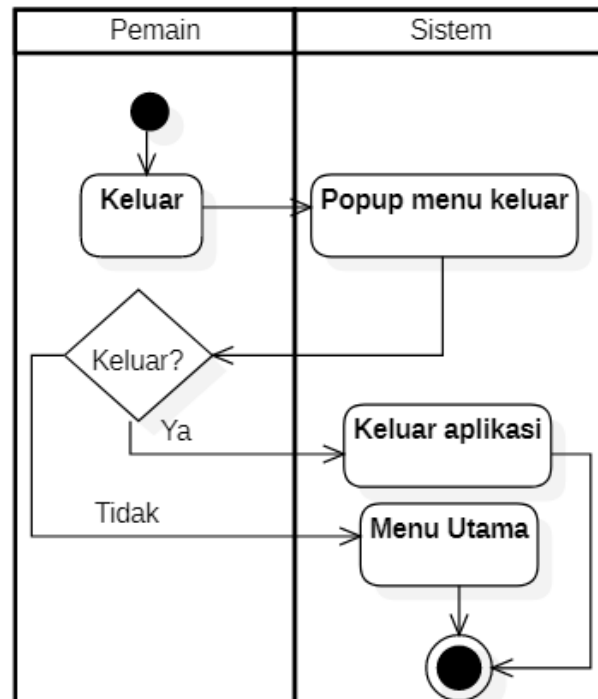 Pemain
Sistem
Keluar
Popup menu keluar
Keluar?
Ya
Keluar aplikasi
Tidak
Menu Utama